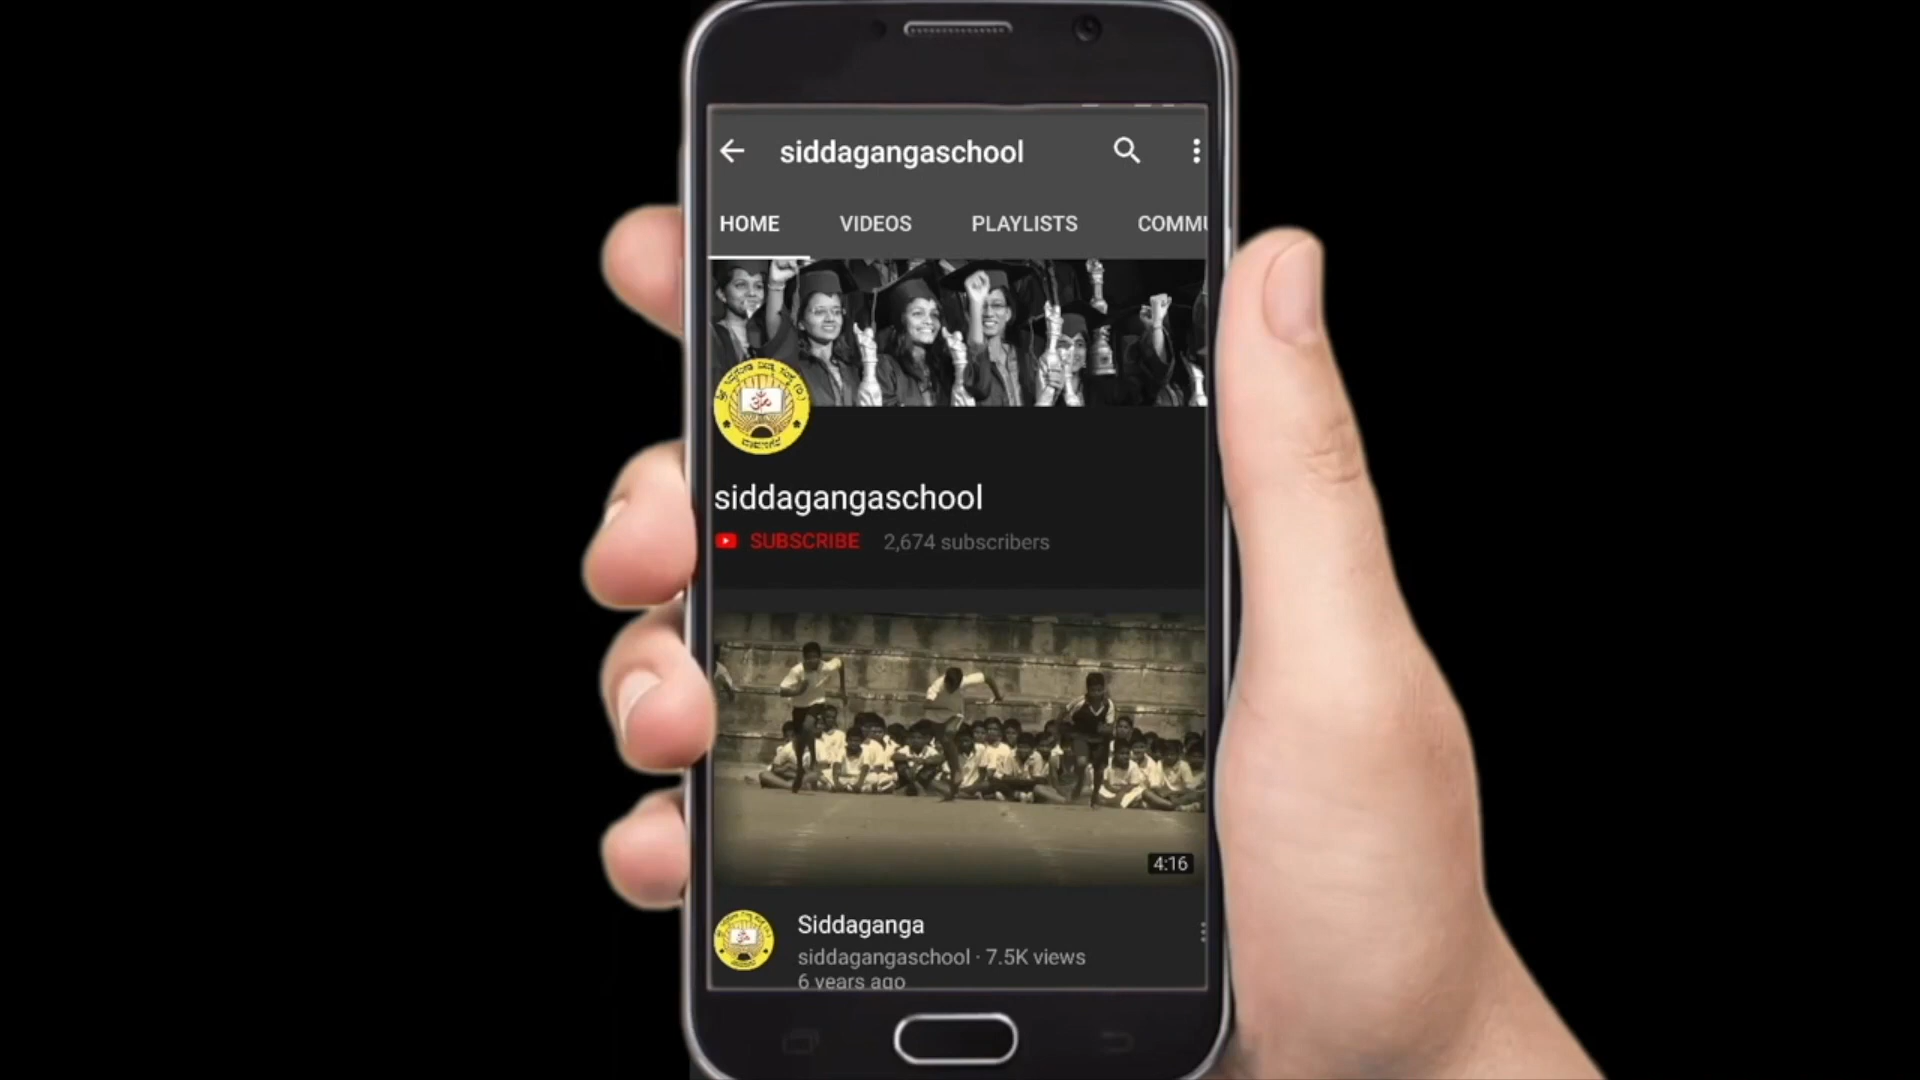 siddagangaschool
HOME VIDEOS PLAYLISTS COMMU
siddagangaschool
SUBSCRIBE 2,674 subscribers
4:16
Siddaganga
siddagangaschool · 7.5K views
6 years ago